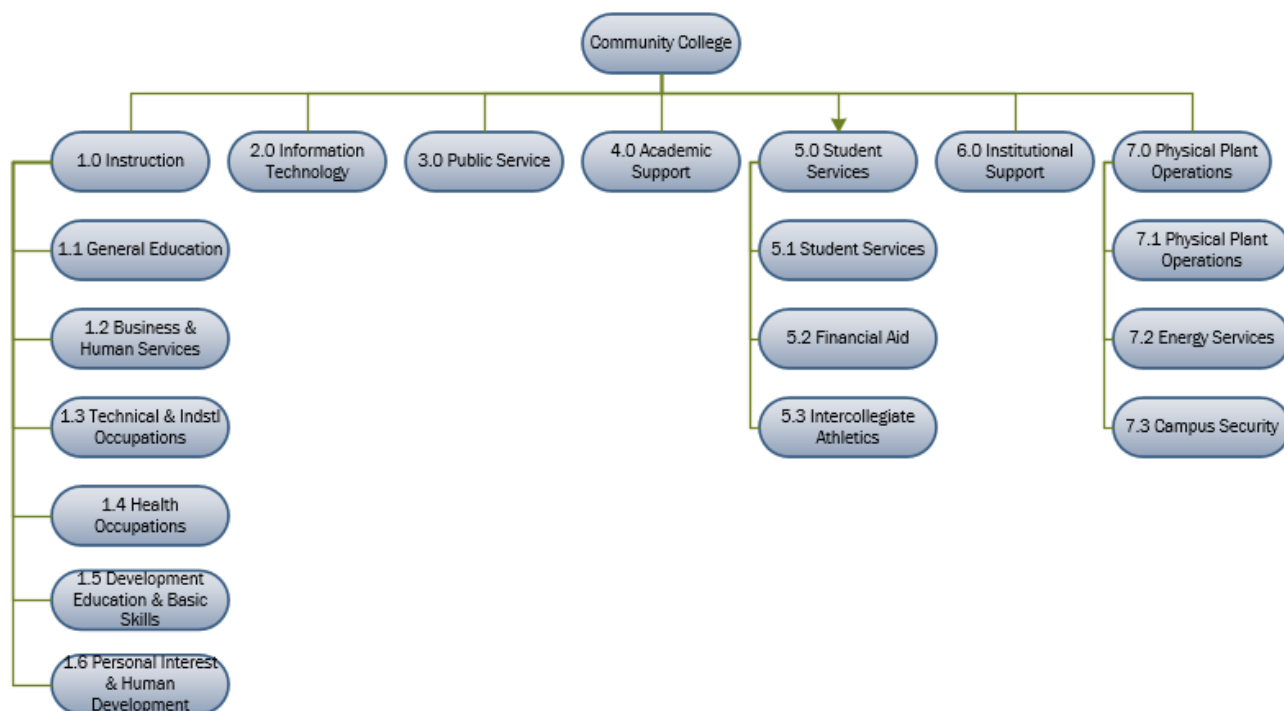 Community College
1.0 Instruction
2.0 Information
Technology
3.0 Public Service
4.0 Academic
Support
5.0 Student
Services
6.0 Institutional
Support
7.0 Physical Plant
Operations
1.1 General Education
1.2 Business &
Human Services
1.3 Technical & Indstl
Occupations
1.4 Health
Occupations
1.5 Development
Education & Basic
Skills
1.6 Personal Interest
& Human
Development
5.1 Student Services
5.2 Financial Aid
5.3 Intercollegiate
Athletics
7.1 Physical Plant
Operations
7.2 Energy Services
7.3 Campus Security